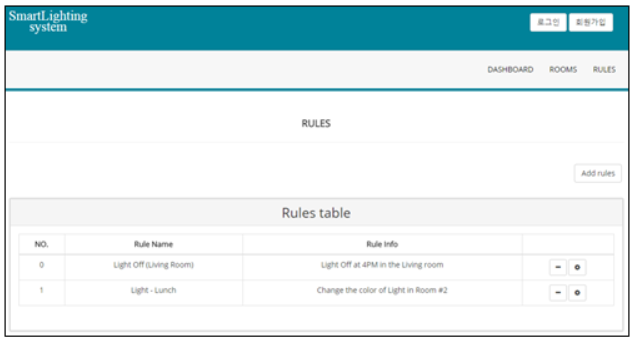 SmartLighting
system
로그인 회원가입
DASHBOARD ROOMS RULES
RULES
Add rules
Rules table
NO. Rule Name Rule Info
0 Light Off (Living Room) Light Off at 4PM in the Living room
1 Light - Lunch Change the color of Light in Room #2